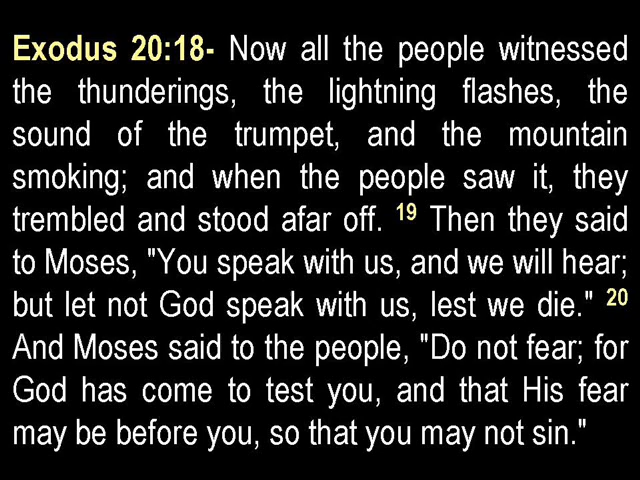 Exodus 20:18- Now all the people witnessed
the thunderings, the lightning flashes, the
sound of the trumpet, and the mountain
smoking; and when the people saw it, they
trembled and stood afar off. 19 Then they said
to Moses, "You speak with us, and we will hear;
but let not God speak with us, lest we die." 20
And Moses said to the people, "Do not fear; for
God has come to test you, and that His fear
may be before you, so that you may not sin."